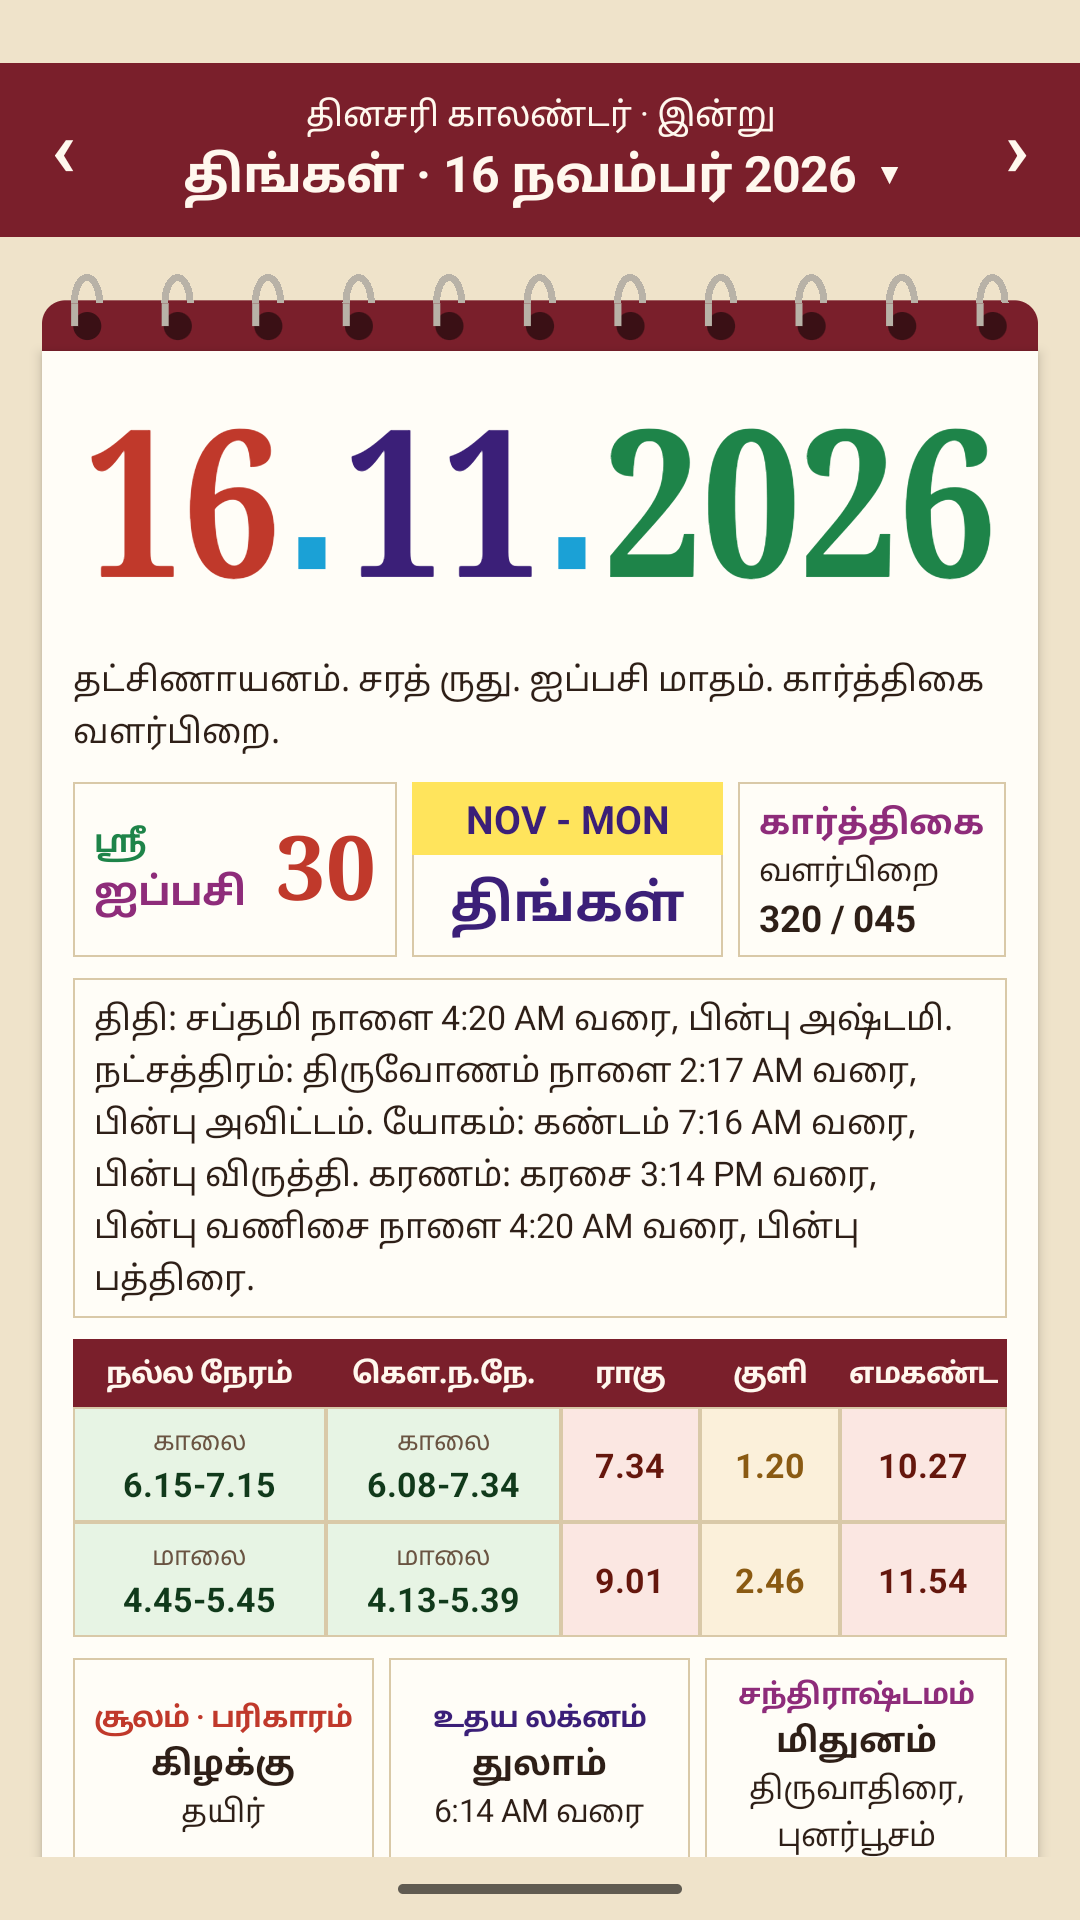 தினசரி காலண்டர் · இன்று
திங்கள் · 16 நவம்பர் 2026 ▼
16.11.2026
தட்சிணாயனம். சரத் ருது. ஐப்பசி மாதம். கார்த்திகை
வளர்பிறை.
ஸ்ரீ
ஐப்பசி 30
NOV - MON
திங்கள்
கார்த்திகை
வளர்பிறை
320 / 045
திதி: சப்தமி நாளை 4:20 AM வரை, பின்பு அஷ்டமி.
நட்சத்திரம்: திருவோணம் நாளை 2:17 AM வரை,
பின்பு அவிட்டம். யோகம்: கண்டம் 7:16 AM வரை,
பின்பு விருத்தி. கரணம்: கரசை 3:14 PM வரை,
பின்பு வணிசை நாளை 4:20 AM வரை, பின்பு
பத்திரை.
நல்ல நேரம் கௌ.ந.நே. ராகு குளி எமகண்ட
காலை காலை
6.15-7.15 6.08-7.34 7.34 1.20 10.27
மாலை மாலை
4.45-5.45 4.13-5.39 9.01 2.46 11.54
சூலம் · பரிகாரம்
கிழக்கு
தயிர்
உதய லக்னம்
துலாம்
6:14 AM வரை
சந்திராஷ்டமம்
மிதுனம்
திருவாதிரை,
புனர்பூசம்